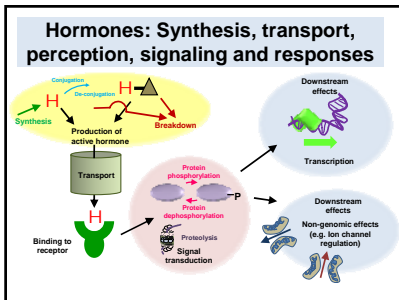 Hormones: Synthesis, transport,
perception, signaling and responses
Conjugation
H
H
De-conjugation
Synthesis
Production of
active hormone
Breakdown
Transport
H
Binding to
receptor
Protein
phosphorylation
P
Protein
dephosphorylation
Proteolysis
Signal
transduction
Downstream
effects
Transcription
Downstream
effects
Non-genomic effects
(e.g. Ion channel
regulation)